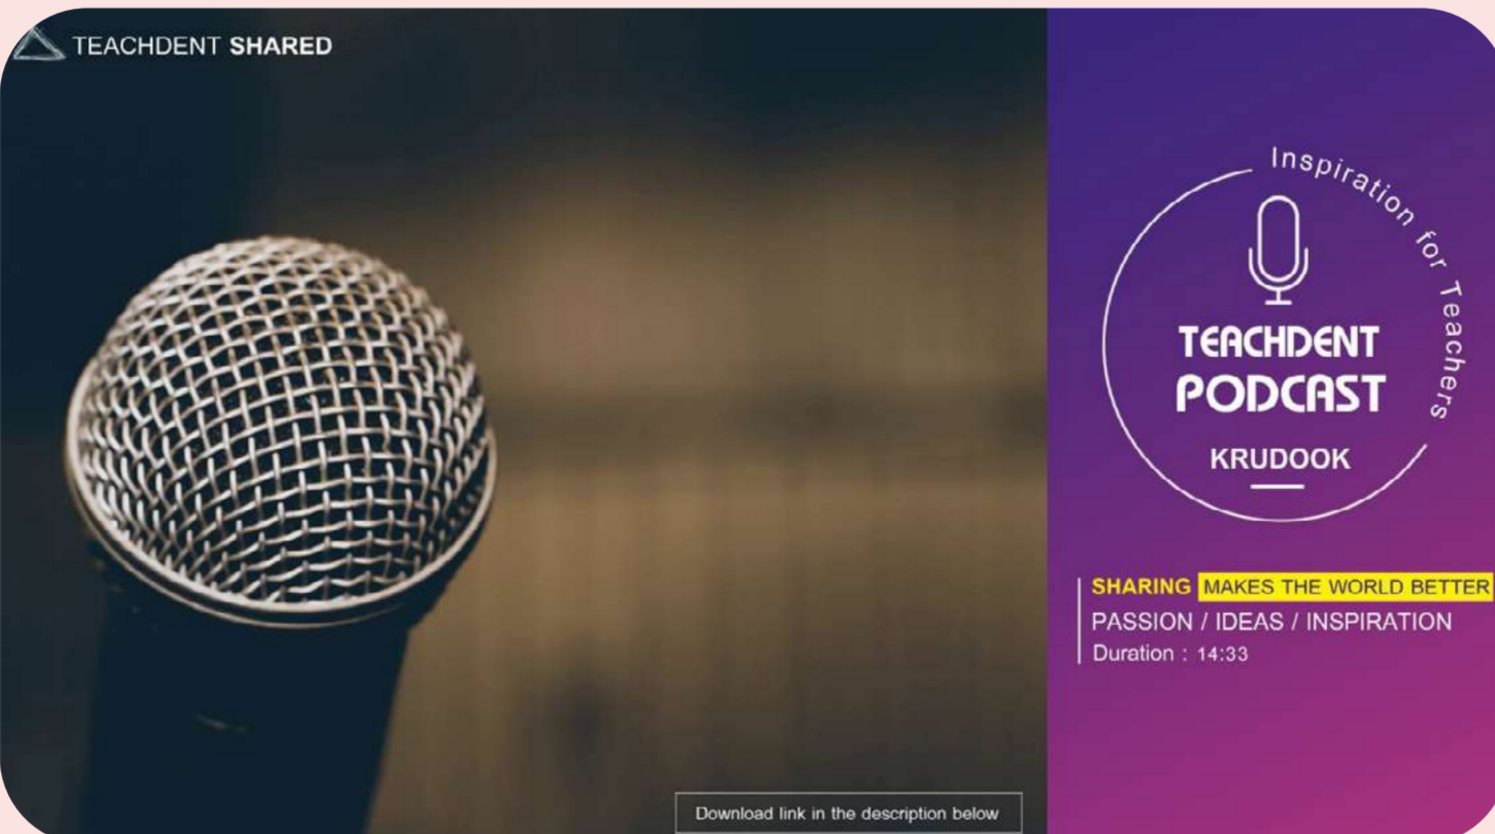 TEACHDENT SHARED
Inspiration for Teachers
TEACHDENT
PODCAST
KRUDOOK
SHARING MAKES THE WORLD BETTER
PASSION / IDEAS / INSPIRATION
Duration : 14:33
Download link in the description below